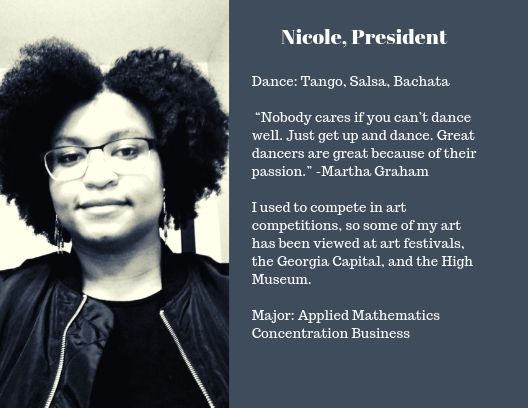 Nicole, President
Dance: Tango, Salsa, Bachata
“Nobody cares if you can’t dance
well. Just get up and dance. Great
dancers are great because of their
passion.” -Martha Graham
I used to compete in art
competitions, so some of my art
has been viewed at art festivals,
the Georgia Capital, and the High
Museum.
Major: Applied Mathematics
Concentration Business